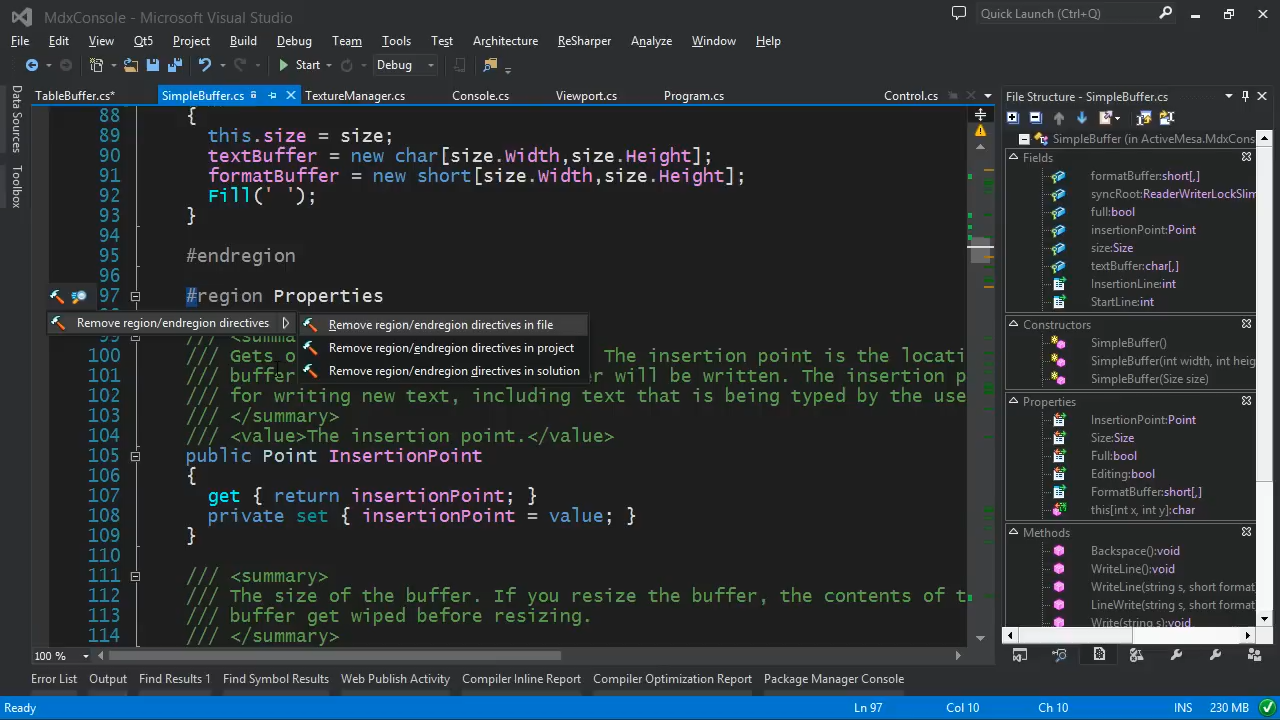 MdxConsole - Microsoft Visual Studio
Quick Launch (Ctrl+Q)
File Edit View Qt5 Project Build Debug Team Tools Test Architecture ReSharper Analyze Window Help
Start Debug
TableBuffer.cs* SimpleBuffer.cs TextureManager.cs Console.cs Viewport.cs Program.cs Control.cs
Data Sources
Toolbox
88 {
89 this.size = size;
90 textBuffer = new char[size.Width,size.Height];
91 formatBuffer = new short[size.Width,size.Height];
92 Fill(' ');
93 }
94
95 #endregion
96
97 #region Properties
Remove region/endregion directives
Remove region/endregion directives in file
Remove region/endregion directives in project
Remove region/endregion directives in solution
100 /// Gets o The insertion point is the locati
101 /// buffer er will be written. The insertion p
102 /// for writing new text, including text that is being typed by the use
103 /// </summary>
104 /// <value>The insertion point.</value>
105 public Point InsertionPoint
106 {
107 get { return insertionPoint; }
108 private set { insertionPoint = value; }
109 }
110
111 /// <summary>
112 /// The size of the buffer. If you resize the buffer, the contents of t
113 /// buffer get wiped before resizing.
114 /// </summary>
100 %
File Structure - SimpleBuffer.cs
SimpleBuffer (in ActiveMesa.MdxCons
Fields
formatBuffer:short[,]
syncRoot:ReaderWriterLockSlim
full:bool
insertionPoint:Point
size:Size
textBuffer:char[,]
InsertionLine:int
StartLine:int
Constructors
SimpleBuffer()
SimpleBuffer(int width, int heigh
SimpleBuffer(Size size)
Properties
InsertionPoint:Point
Size:Size
Full:bool
Editing:bool
FormatBuffer:short[,]
this[int x, int y]:char
Methods
Backspace():void
WriteLine():void
WriteLine(string s, short format
LineWrite(string s, short format
Write(string s):void
Error List Output Find Results 1 Find Symbol Results Web Publish Activity Compiler Inline Report Compiler Optimization Report Package Manager Console
Ready Ln 97 Col 10 Ch 10 INS 230 MB